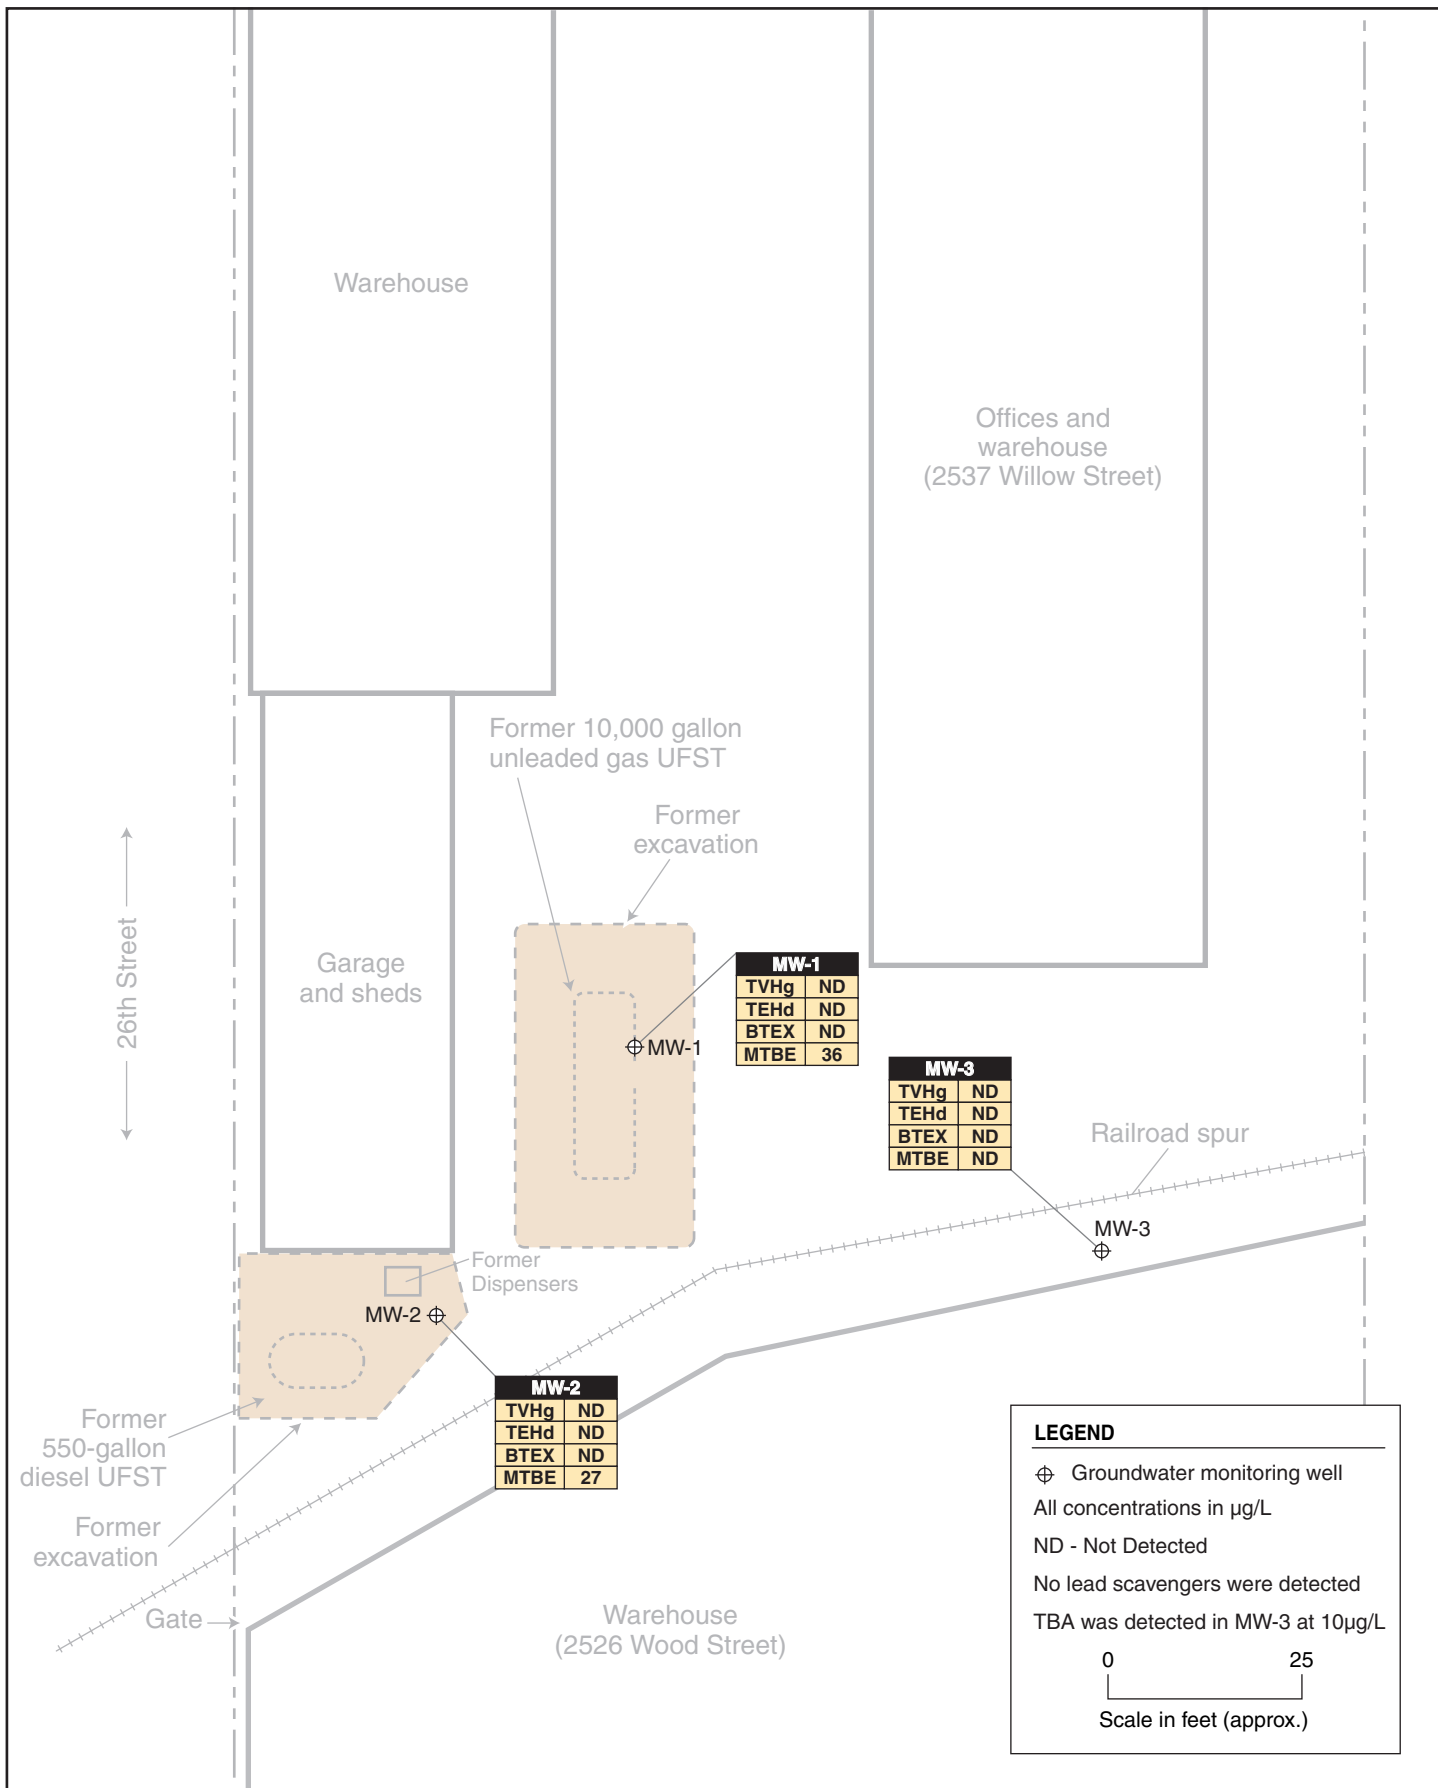 Warehouse
Offices and
warehouse
(2537 Willow Street)
Former 10,000 gallon
unleaded gas UFST
Former
excavation
26th Street
Garage
and sheds
MW-1
MW-1
TVHg ND
TEHd ND
BTEX ND
MTBE 36
MW-3
TVHg ND
TEHd ND
BTEX ND
MTBE ND
Railroad spur
MW-3
Former
Dispensers
MW-2
MW-2
TVHg ND
TEHd ND
BTEX ND
MTBE 27
Former
550-gallon
diesel UFST
Former
excavation
Gate
Warehouse
(2526 Wood Street)
LEGEND
Groundwater monitoring well
All concentrations in µg/L
ND - Not Detected
No lead scavengers were detected
TBA was detected in MW-3 at 10µg/L
0 25
Scale in feet (approx.)